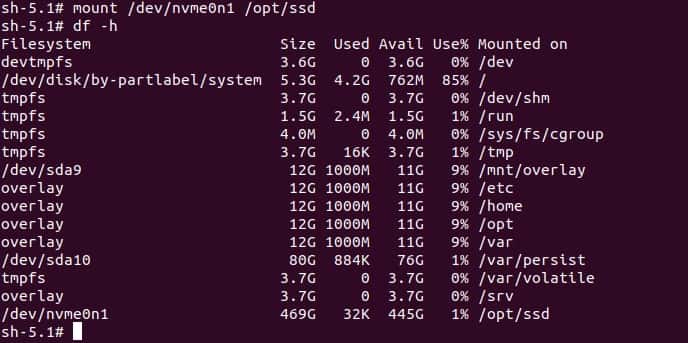 sh-5.1# mount /dev/nvme0n1 /opt/ssd
sh-5.1# df -h
Filesystem                    Size  Used Avail Use% Mounted on
devtmpfs                      3.6G     0  3.6G   0% /dev
/dev/disk/by-partlabel/system 5.3G  4.2G  762M  85% /
tmpfs                         3.7G     0  3.7G   0% /dev/shm
tmpfs                         1.5G  2.4M  1.5G   1% /run
tmpfs                         4.0M     0  4.0M   0% /sys/fs/cgroup
tmpfs                         3.7G   16K  3.7G   1% /tmp
/dev/sda9                      12G 1000M   11G   9% /mnt/overlay
overlay                        12G 1000M   11G   9% /etc
overlay                        12G 1000M   11G   9% /home
overlay                        12G 1000M   11G   9% /opt
overlay                        12G 1000M   11G   9% /var
/dev/sda10                     80G  884K   76G   1% /var/persist
tmpfs                         3.7G     0  3.7G   0% /var/volatile
overlay                       3.7G     0  3.7G   0% /srv
/dev/nvme0n1                  469G   32K  445G   1% /opt/ssd
sh-5.1#